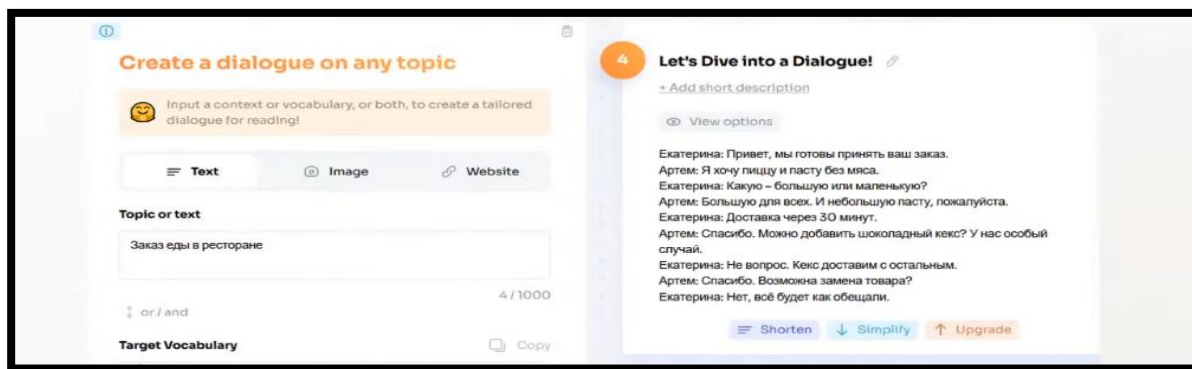 Create a dialogue on any topic
Input a context or vocabulary, or both, to create a tailored
dialogue for reading!
Text
Image
Website
Topic or text
Заказ еды в ресторане
4 / 1000
or / and
Target Vocabulary
Copy
4
Let's Dive into a Dialogue!
+ Add short description
View options
Екатерина: Привет, мы готовы принять ваш заказ.
Артем: Я хочу пиццу и пасту без мяса.
Екатерина: Какую – большую или маленькую?
Артем: Большую для всех. И небольшую пасту, пожалуйста.
Екатерина: Доставка через 30 минут.
Артем: Спасибо. Можно добавить шоколадный кекс? У нас особый
случай.
Екатерина: Не вопрос. Кекс доставим с остальным.
Артем: Спасибо. Возможна замена товара?
Екатерина: Нет, всё будет как обещали.
Shorten
Simplify
Upgrade